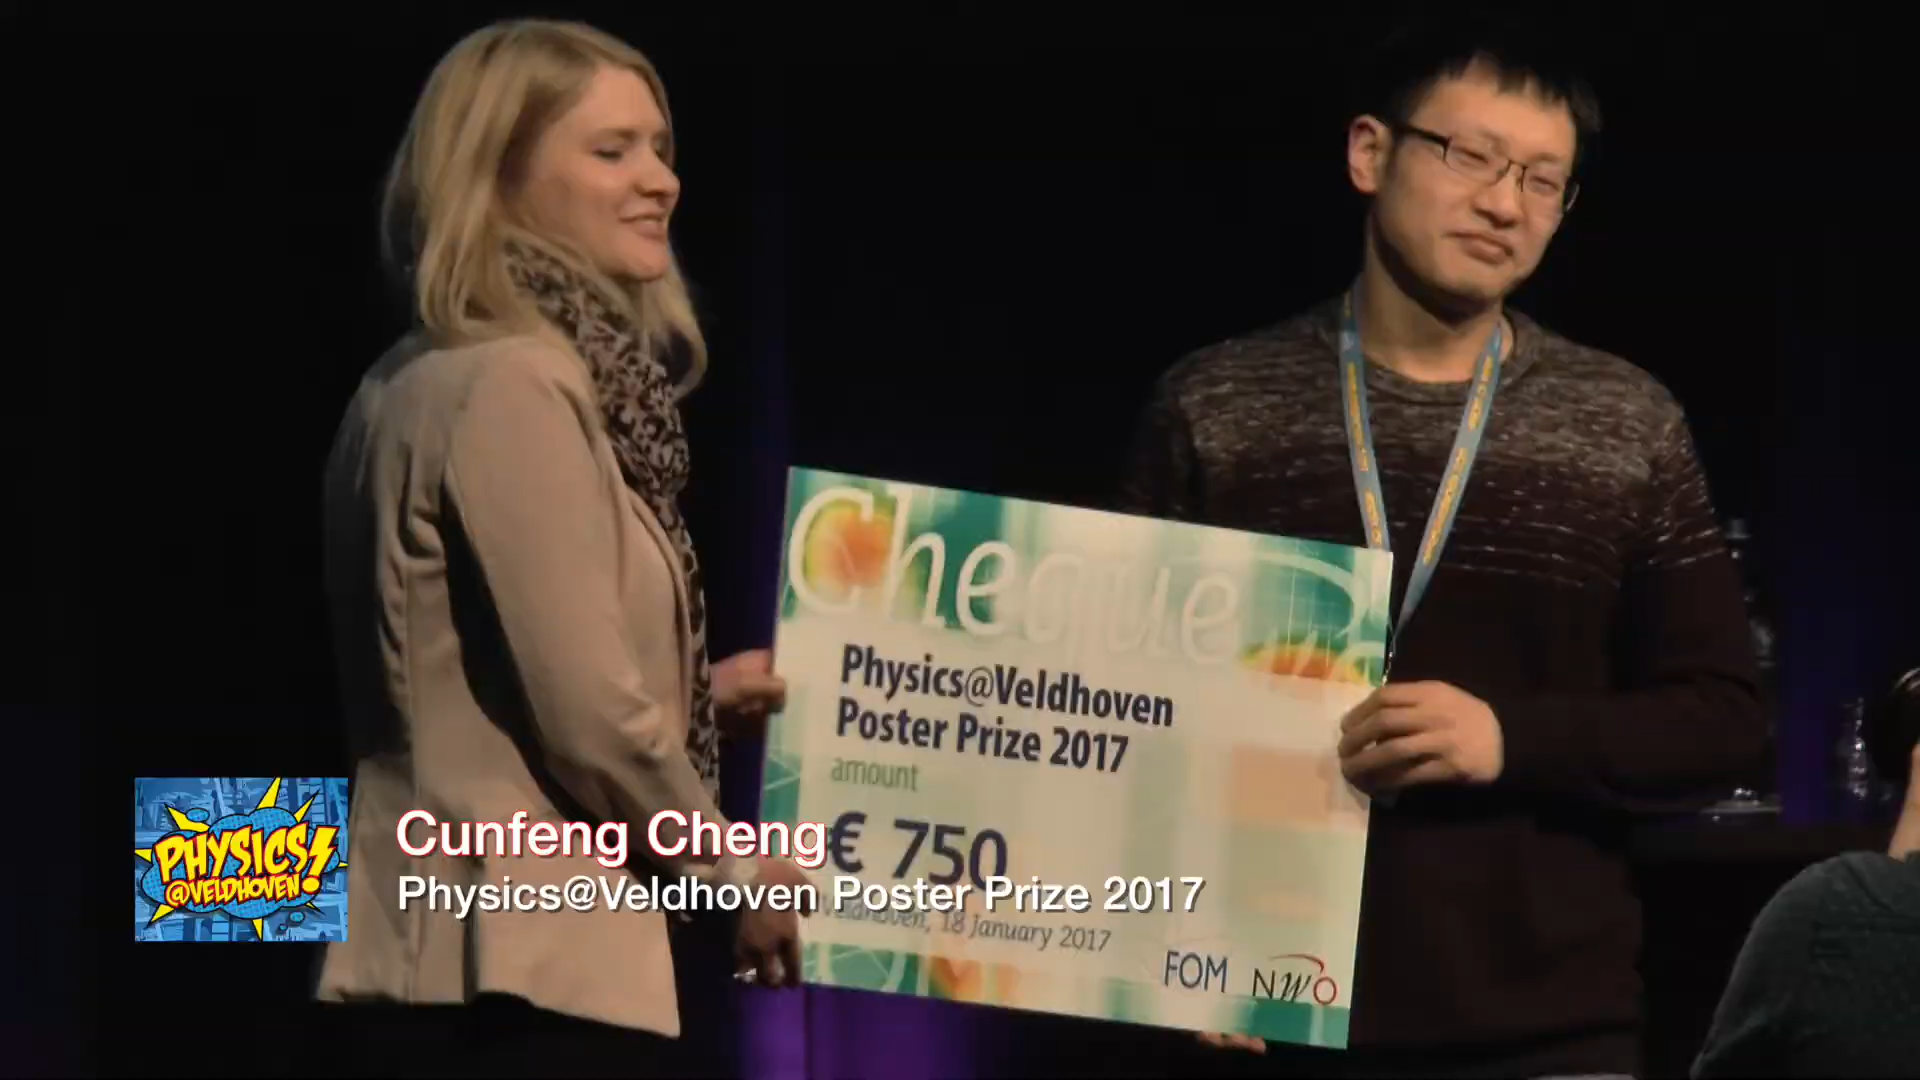 Cheque
Physics@Veldhoven
Poster Prize 2017
amount
€ 750
Veldhoven, 18 January 2017
FOM NWO
PHYSICS!
@VELDHOVEN
Cunfeng Cheng
Physics@Veldhoven Poster Prize 2017